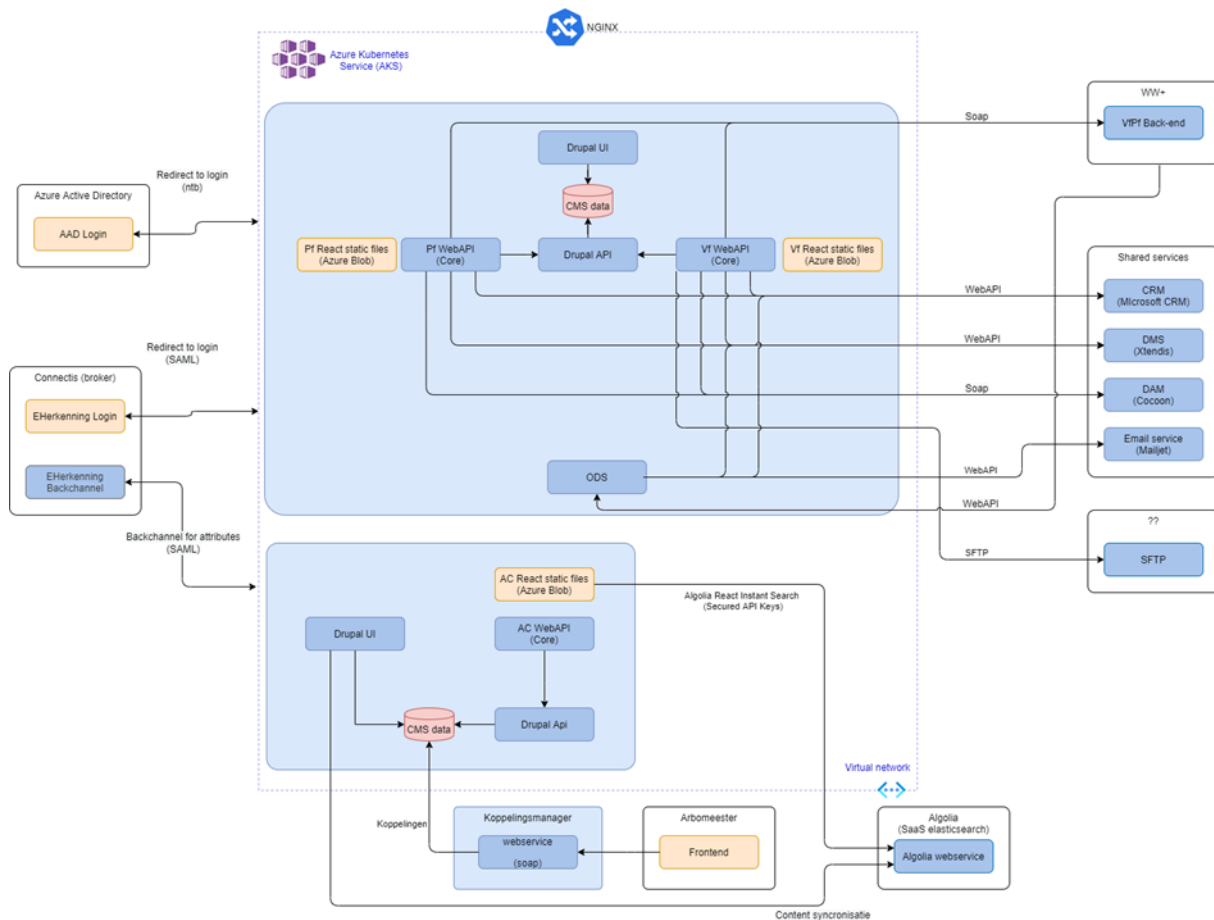 NGINX
Azure Kubernetes
Service (AKS)
WW+
VfPf Back-end
Soap
Drupal UI
CMS data
Redirect to login
(ntb)
Azure Active Directory
AAD Login
Pf React static files
(Azure Blob)
Pf WebAPI
(Core)
Drupal API
Vf WebAPI
(Core)
Vf React static files
(Azure Blob)
Shared services
WebAPI
CRM
(MIcrosoft CRM)
WebAPI
DMS
(Xtendis)
Redirect to login
(SAML)
Connectis (broker)
EHerkenning Login
Soap
DAM
(Cocoon)
Email service
(Mailjet)
EHerkenning
Backchannel
ODS
WebAPI
WebAPI
??
SFTP
SFTP
Backchannel for attributes
(SAML)
AC React static files
(Azure Blob)
Algolia React Instant Search
(Secured API Keys)
Drupal UI
AC WebAPI
(Core)
CMS data
Drupal Api
Virtual network
Koppelingen
Koppelingsmanager
webservice
(soap)
Arbomeester
Frontend
Algolia
(SaaS elasticsearch)
Algolia webservice
Content syncronisatie